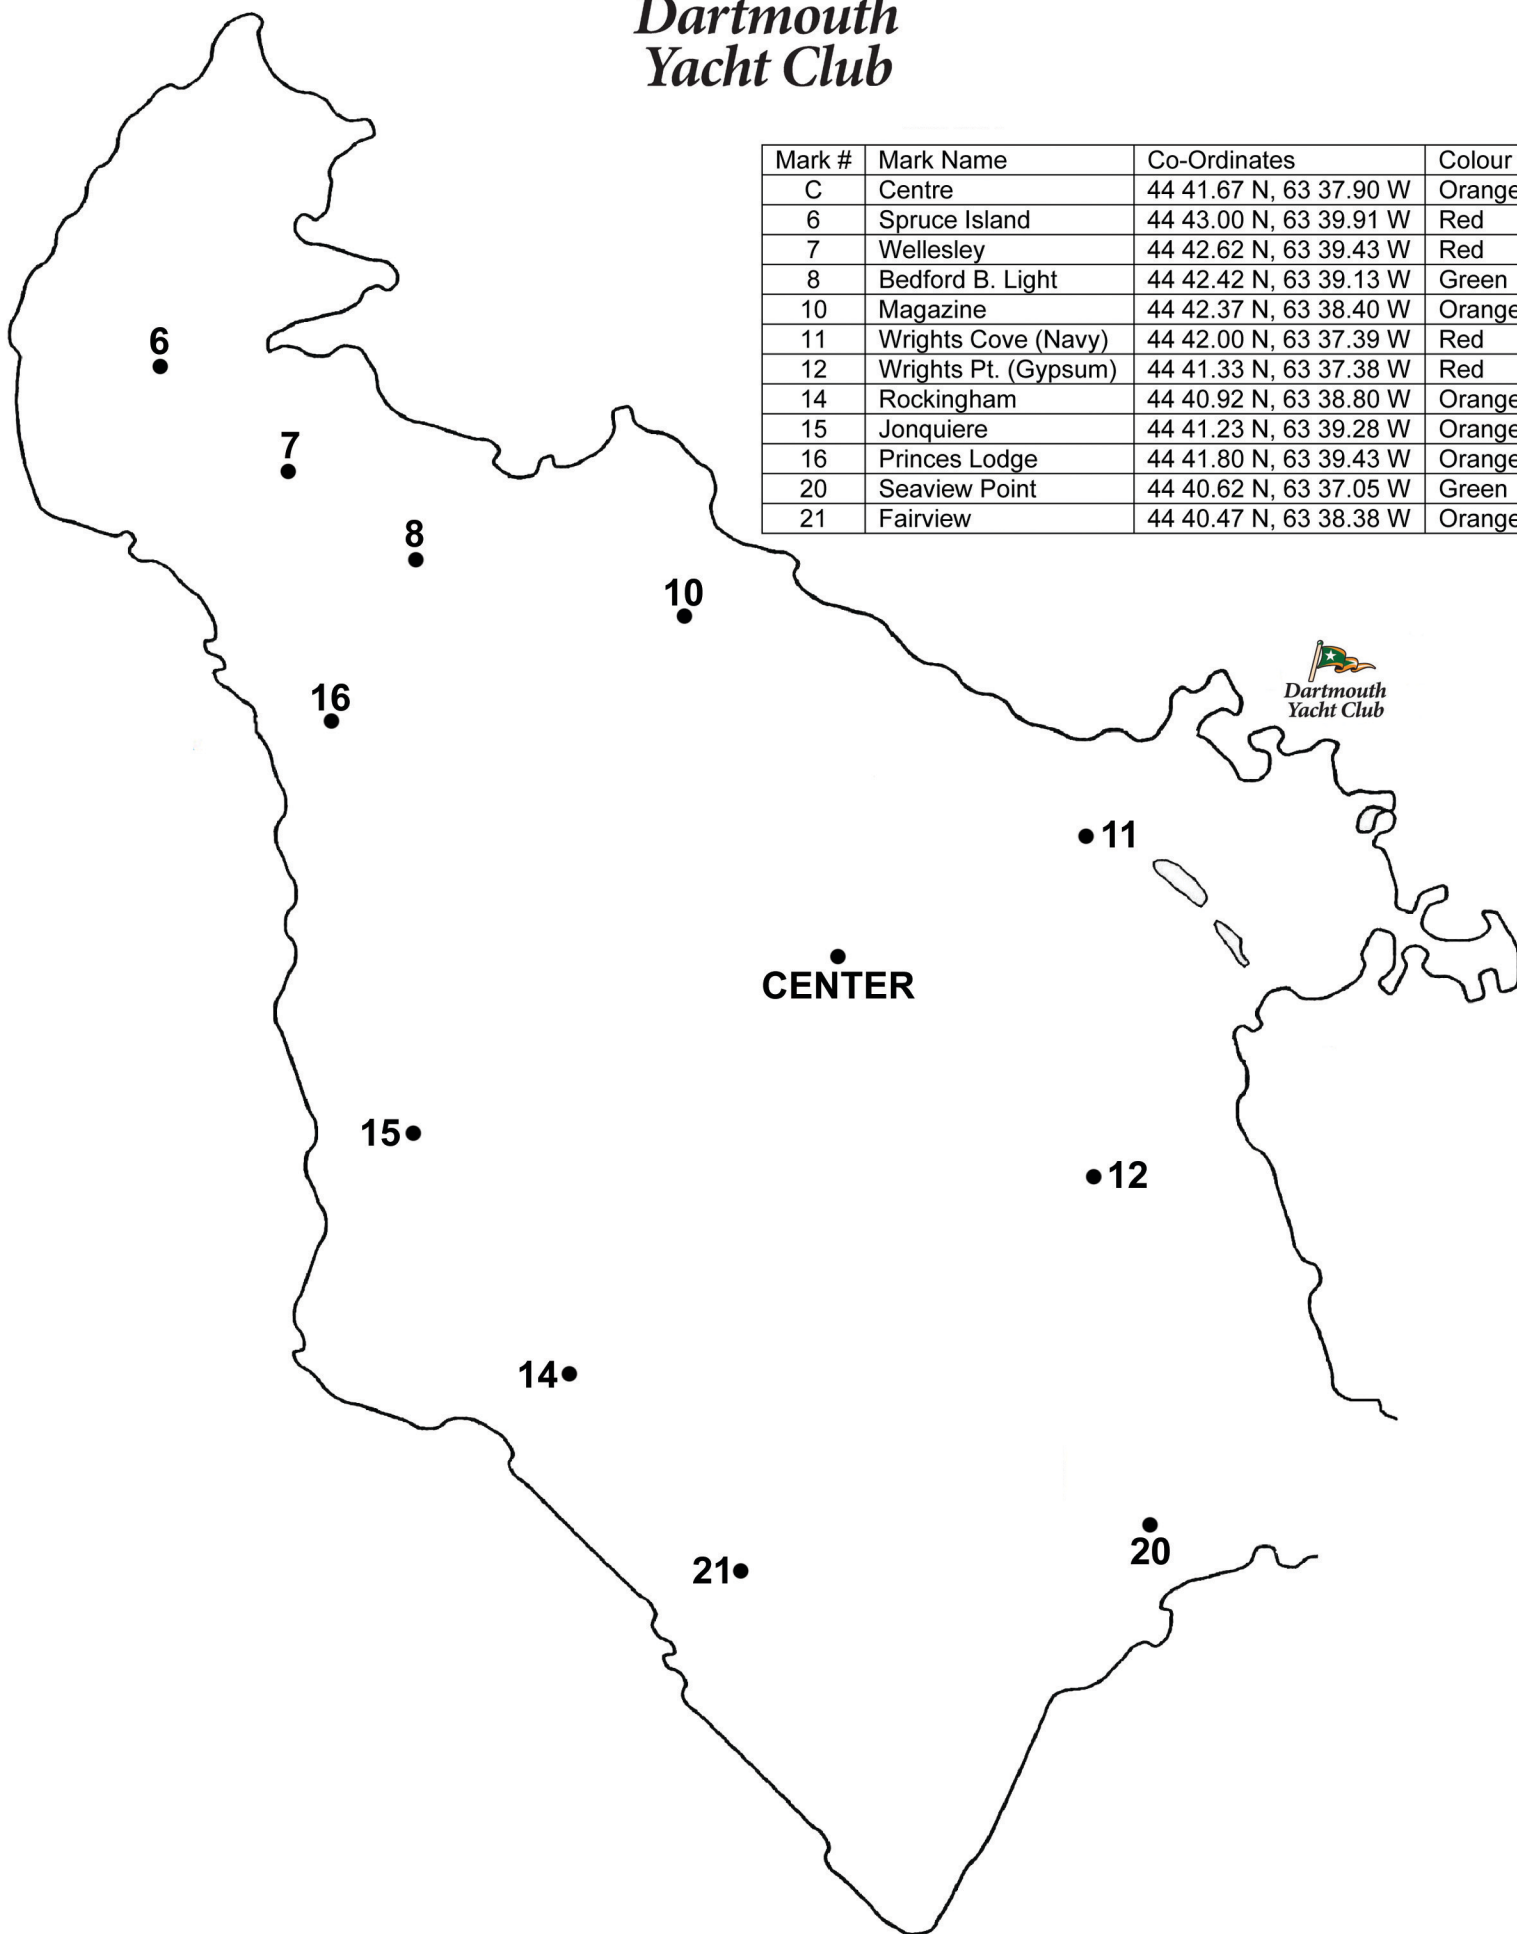 Dartmouth
Yacht Club
Mark # Mark Name Co-Ordinates Colour
C Centre 44 41.67 N, 63 37.90 W Orange
6 Spruce Island 44 43.00 N, 63 39.91 W Red
7 Wellesley 44 42.62 N, 63 39.43 W Red
8 Bedford B. Light 44 42.42 N, 63 39.13 W Green
10 Magazine 44 42.37 N, 63 38.40 W Orange
11 Wrights Cove (Navy) 44 42.00 N, 63 37.39 W Red
12 Wrights Pt. (Gypsum) 44 41.33 N, 63 37.38 W Red
14 Rockingham 44 40.92 N, 63 38.80 W Orange
15 Jonquiere 44 41.23 N, 63 39.28 W Orange
16 Princes Lodge 44 41.80 N, 63 39.43 W Orange
20 Seaview Point 44 40.62 N, 63 37.05 W Green
21 Fairview 44 40.47 N, 63 38.38 W Orange
6
7
8
10
16
Dartmouth
Yacht Club
11
CENTER
15
12
14
20
21